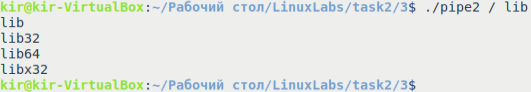 kir@kir-VirtualBox:~/Рабочий стол/LinuxLabs/task2/3$ ./pipe2 / lib
lib
lib32
lib64
libx32
kir@kir-VirtualBox:~/Рабочий стол/LinuxLabs/task2/3$